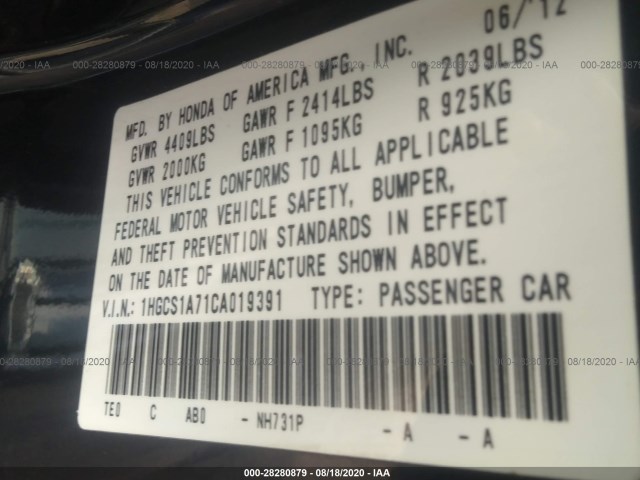 06/12
MFD. BY HONDA OF AMERICA MFG., INC.
GVWR 4409LBS GAWR F 2414LBS R 2039LBS
GVWR 2000KG GAWR F 1095KG R 925KG
THIS VEHICLE CONFORMS TO ALL APPLICABLE
FEDERAL MOTOR VEHICLE SAFETY, BUMPER,
AND THEFT PREVENTION STANDARDS IN EFFECT
ON THE DATE OF MANUFACTURE SHOWN ABOVE.
V.I.N.: 1HGCS1A71CA019391 TYPE: PASSENGER CAR
TE0 C AB0 - NH731P - A - A
000-28280879 - 08/18/2020 - IAA